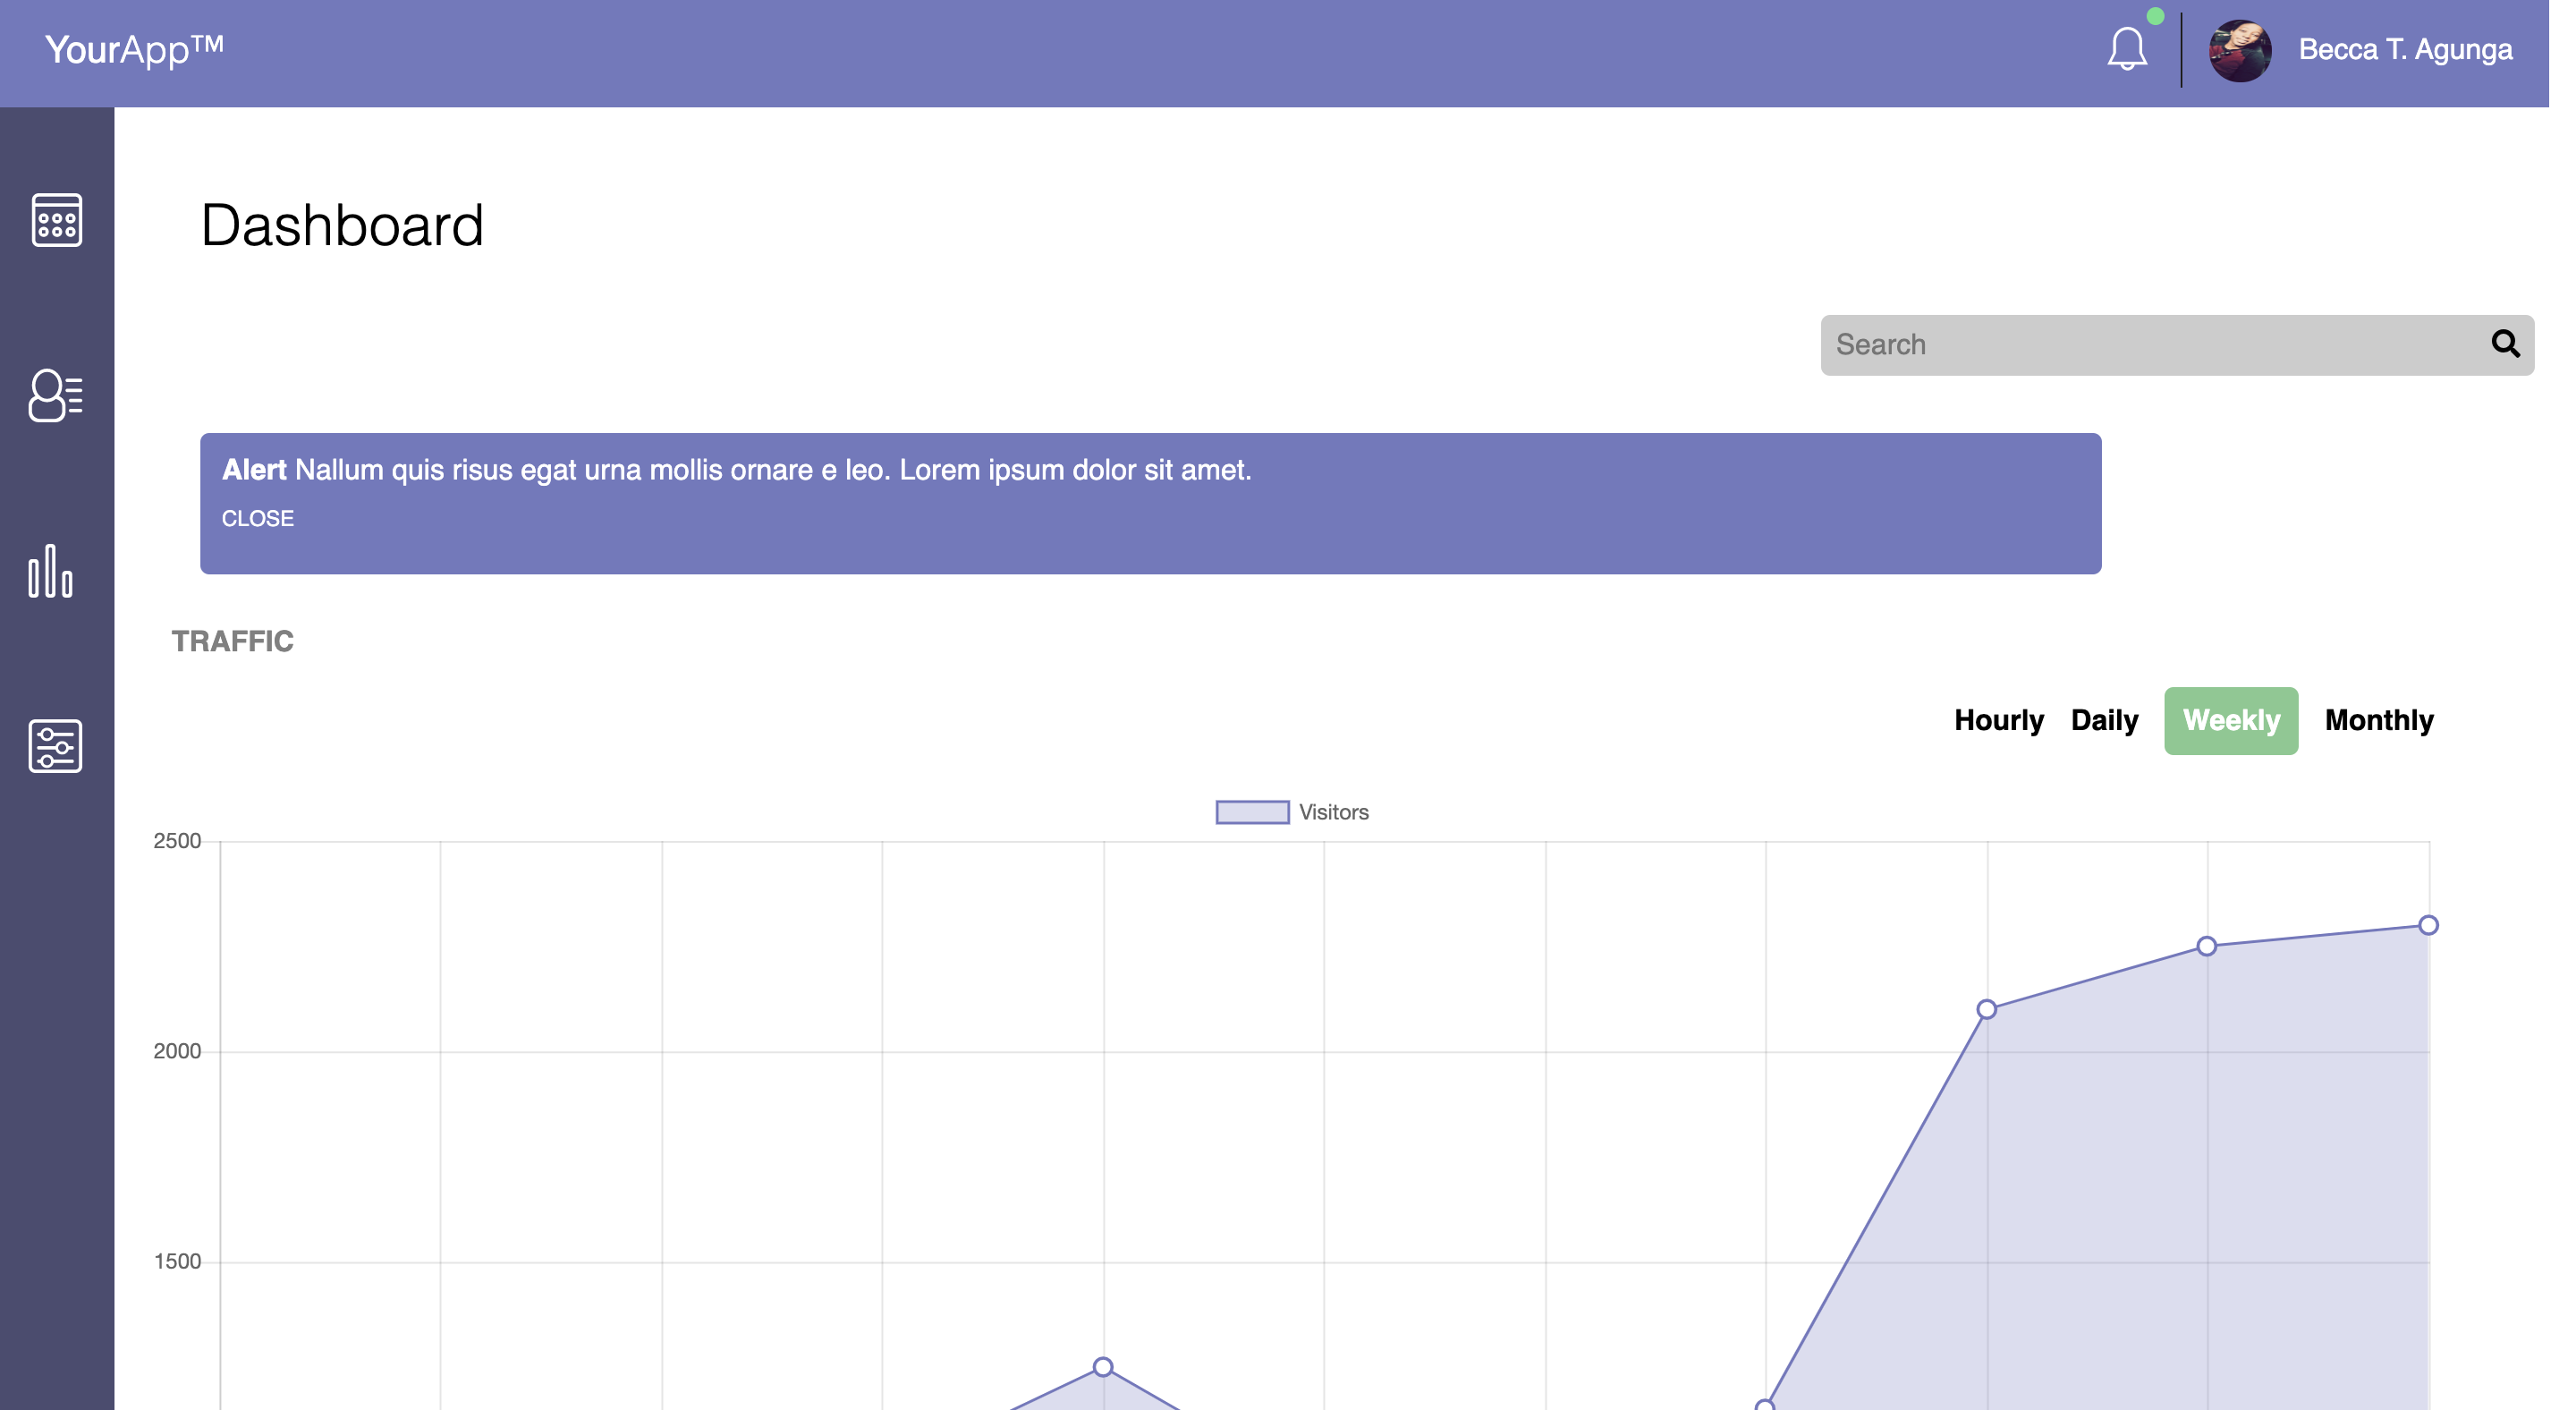 YourApp™
Becca T. Agunga
Dashboard
Search
Alert Nallum quis risus egat urna mollis ornare e leo. Lorem ipsum dolor sit amet.
CLOSE
TRAFFIC
Hourly Daily Weekly Monthly
Visitors
2500
2000
1500